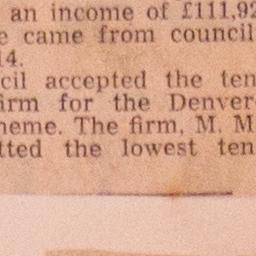 an income of £111,92
e came from council
14.
cil accepted the ten
irm for the Denver
heme. The firm, M. M
tted the lowest ten